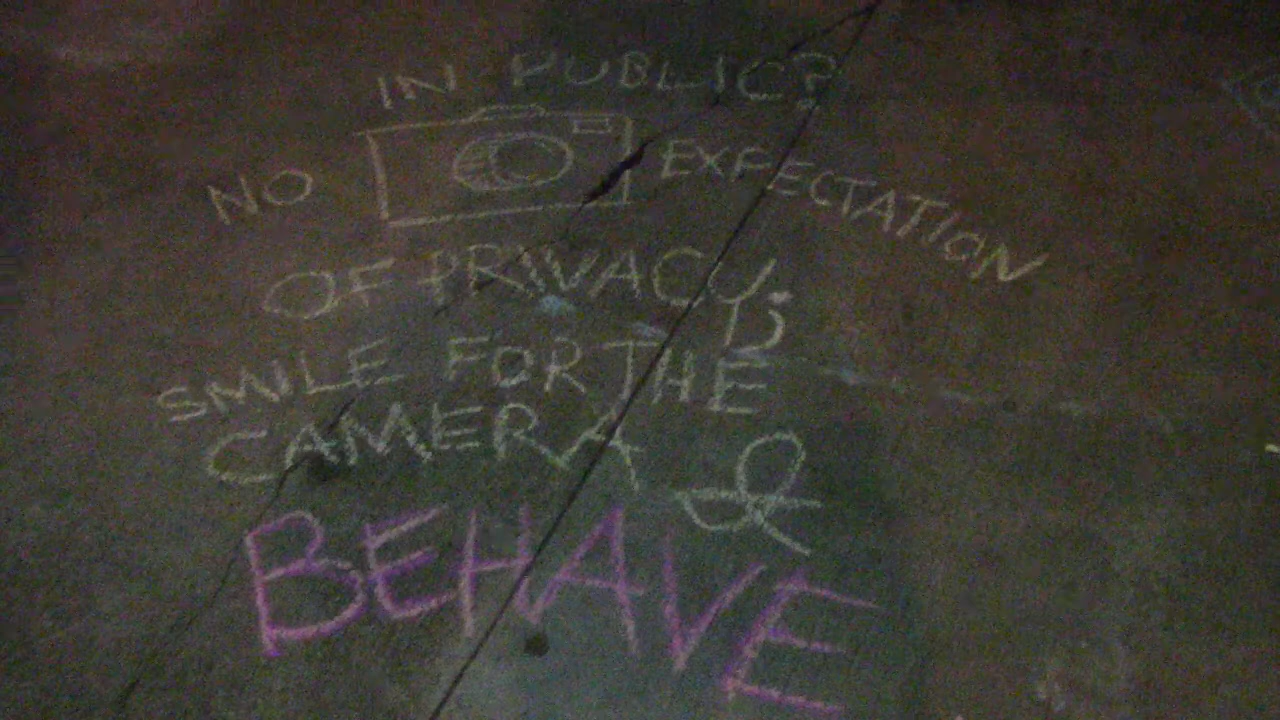 IN PUBLIC?
NO EXPECTATION
OF PRIVACY;
SMILE FOR THE
CAMERA &
BEHAVE